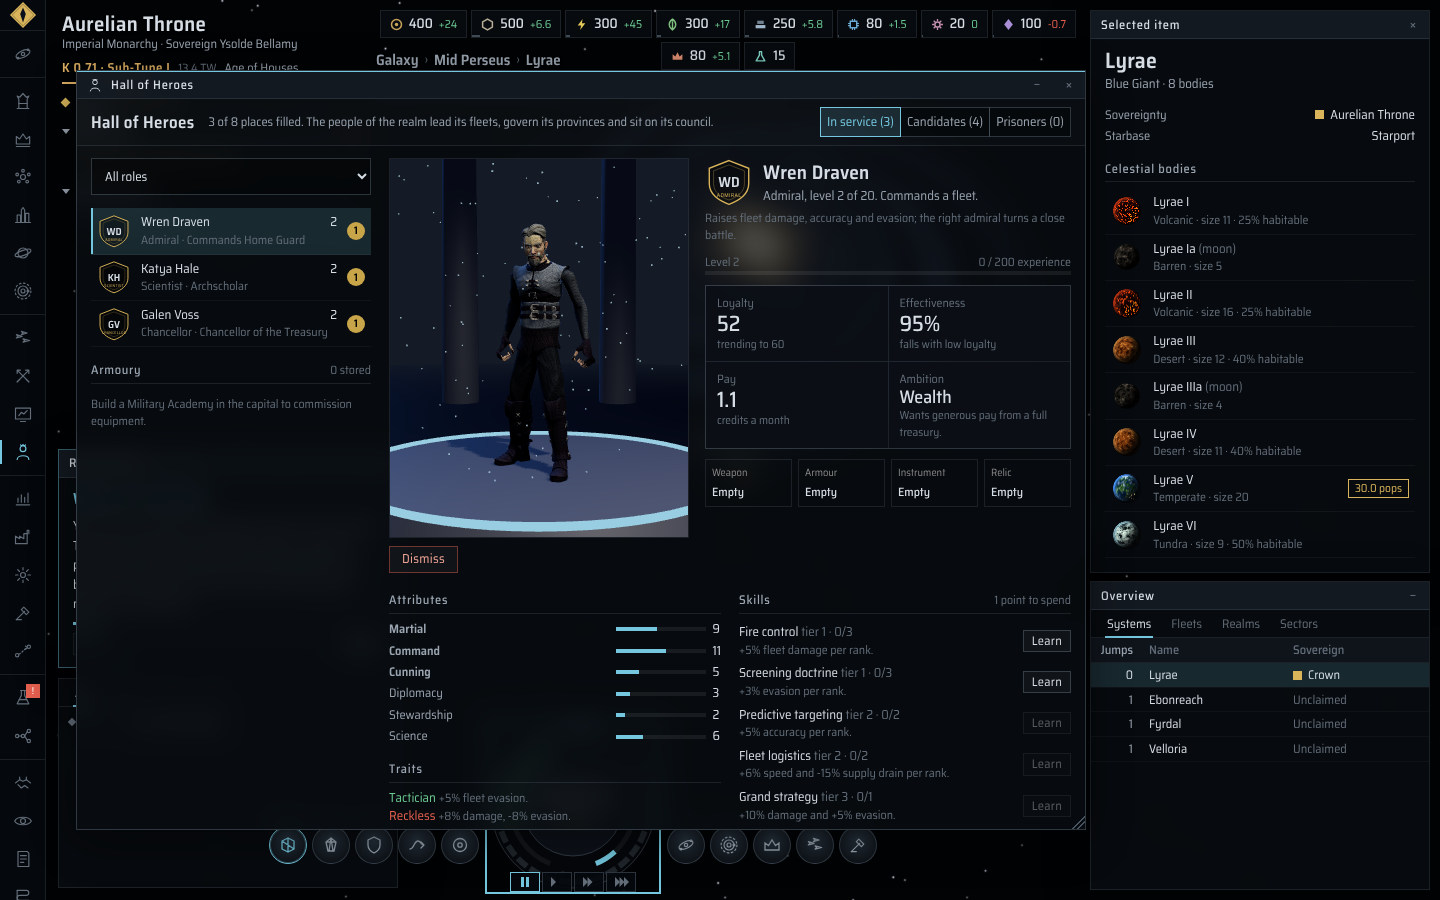 Aurelian Throne
Imperial Monarchy · Sovereign Ysolde Bellamy
K 0.71 · Sub-Type I 13.4 TW Age of Houses
400 +24
500 +6.6
300 +45
300 +17
250 +5.8
80 +1.5
20 0
100 -0.7
80 +5.1
15
Galaxy › Mid Perseus › Lyrae
Hall of Heroes
Hall of Heroes
3 of 8 places filled. The people of the realm lead its fleets, govern its provinces and sit on its council.
In service (3)
Candidates (4)
Prisoners (0)
All roles
WD
ADMIRAL
Wren Draven
2
1
Admiral · Commands Home Guard
KH
Katya Hale
2
1
Scientist · Archscholar
GV
Galen Voss
2
1
Chancellor · Chancellor of the Treasury
Armoury
0 stored
Build a Military Academy in the capital to commission
equipment.
Dismiss
WD
ADMIRAL
Wren Draven
Admiral, level 2 of 20. Commands a fleet.
Raises fleet damage, accuracy and evasion; the right admiral turns a close
battle.
Level 2
0 / 200 experience
Loyalty
52
trending to 60
Effectiveness
95%
falls with low loyalty
Pay
1.1
credits a month
Ambition
Wealth
Wants generous pay from a full
treasury.
Weapon
Empty
Armour
Empty
Instrument
Empty
Relic
Empty
Attributes
Martial 9
Command 11
Cunning 5
Diplomacy 3
Stewardship 2
Science 6
Traits
Tactician +5% fleet evasion.
Reckless +8% damage, -8% evasion.
Skills
1 point to spend
Fire control tier 1 · 0/3
+5% fleet damage per rank.
Learn
Screening doctrine tier 1 · 0/3
+3% evasion per rank.
Learn
Predictive targeting tier 2 · 0/2
+5% accuracy per rank.
Learn
Fleet logistics tier 2 · 0/2
+6% speed and -15% supply drain per rank.
Learn
Grand strategy tier 3 · 0/1
+10% damage and +5% evasion.
Learn
Selected item
Lyrae
Blue Giant · 8 bodies
Sovereignty
Aurelian Throne
Starbase
Starport
Celestial bodies
Lyrae I
Volcanic · size 11 · 25% habitable
Lyrae Ia (moon)
Barren · size 5
Lyrae II
Volcanic · size 16 · 25% habitable
Lyrae III
Desert · size 12 · 40% habitable
Lyrae IIIa (moon)
Barren · size 4
Lyrae IV
Desert · size 11 · 40% habitable
Lyrae V
Temperate · size 20
30.0 pops
Lyrae VI
Tundra · size 9 · 50% habitable
Overview
Systems
Fleets
Realms
Sectors
Jumps Name Sovereign
0 Lyrae Crown
1 Ebonreach Unclaimed
1 Fyrdal Unclaimed
1 Velloria Unclaimed